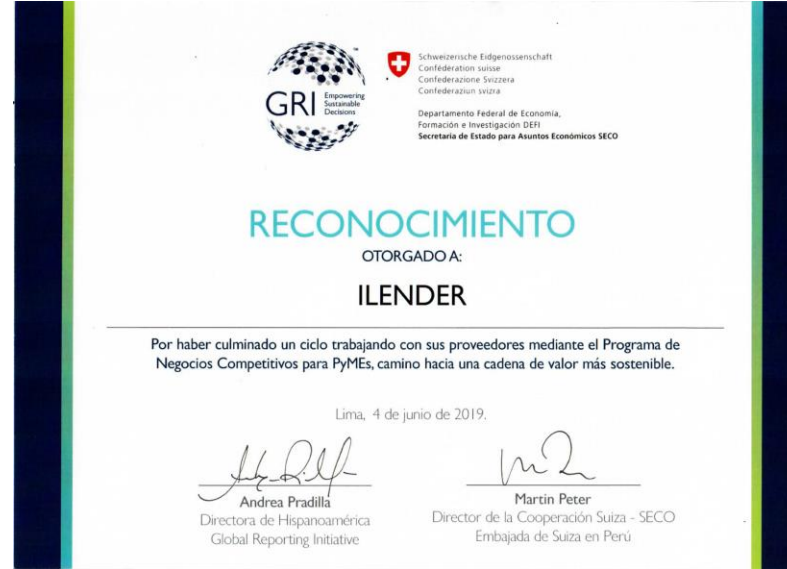 GRI
Empowering
Sustainable
Decisions
Schweizerische Eidgenossenschaft
Confédération suisse
Confederazione Svizzera
Confederaziun svizra
Departamento Federal de Economía,
Formación e Investigación DEFI
Secretaría de Estado para Asuntos Económicos SECO
RECONOCIMIENTO
OTORGADO A:
ILENDER
Por haber culminado un ciclo trabajando con sus proveedores mediante el Programa de
Negocios Competitivos para PyMEs, camino hacia una cadena de valor más sostenible.
Lima, 4 de junio de 2019.
Andrea Pradilla
Directora de Hispanoamérica
Global Reporting Initiative
Martin Peter
Director de la Cooperación Suiza - SECO
Embajada de Suiza en Perú